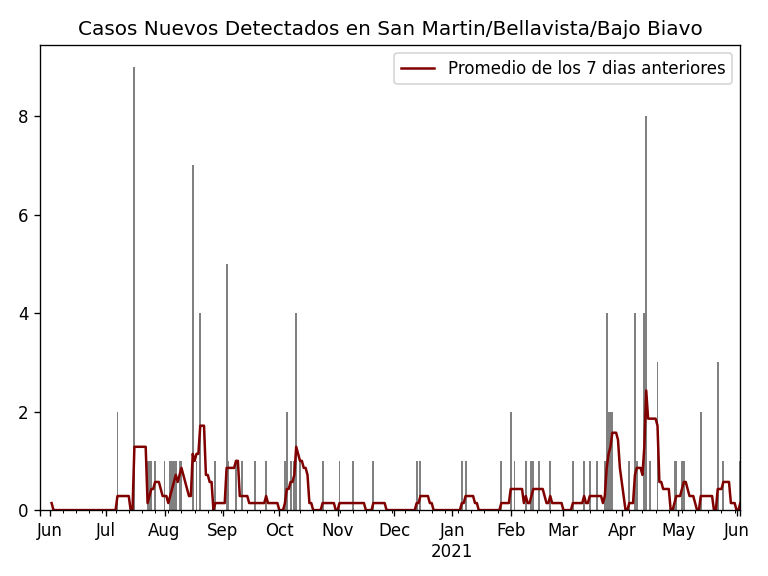 Casos Nuevos Detectados en San Martin/Bellavista/Bajo Biavo
Promedio de los 7 dias anteriores
8
6
4
2
0
Jun Jul Aug Sep Oct Nov Dec Jan Feb Mar Apr May Jun
2021